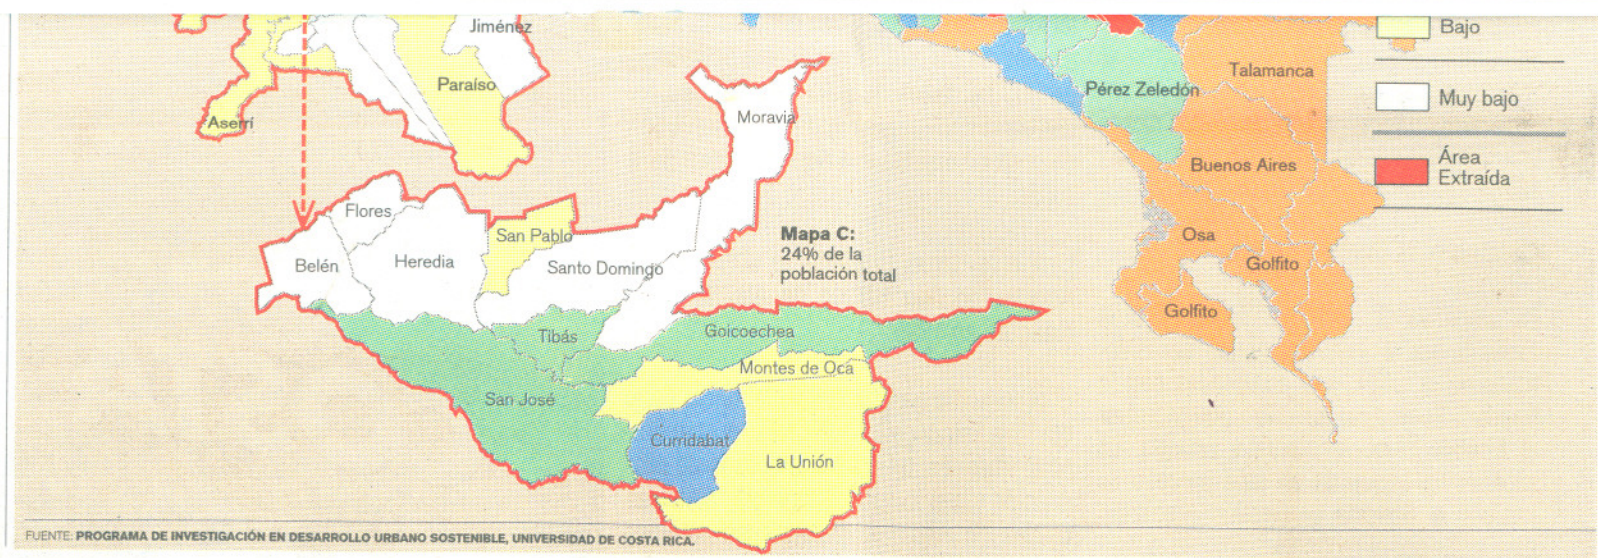 Jiménez
Bajo
Talamanca
Paraíso
Pérez Zeledón
Muy bajo
Aserrí
Moravia
Área
Extraída
Buenos Aires
Flores
San Pablo
Mapa C:
24% de la
población total
Osa
Belén
Heredia
Santo Domingo
Golfito
Golfito
Tibás
Goicoechea
Montes de Oca
San José
Curridabat
La Unión
FUENTE: PROGRAMA DE INVESTIGACIÓN EN DESARROLLO URBANO SOSTENIBLE, UNIVERSIDAD DE COSTA RICA.